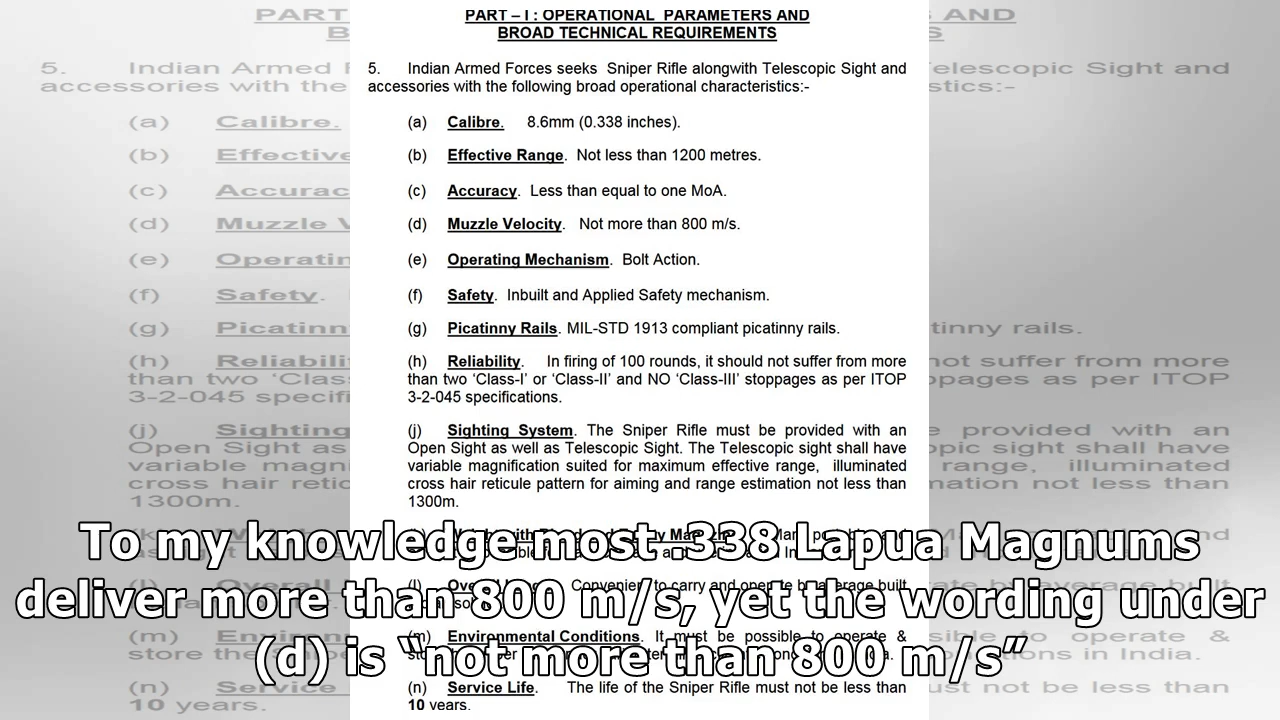 PART – I : OPERATIONAL PARAMETERS AND
BROAD TECHNICAL REQUIREMENTS
5. Indian Armed Forces seeks Sniper Rifle alongwith Telescopic Sight and
accessories with the following broad operational characteristics:-
(a) Calibre. 8.6mm (0.338 inches).
(b) Effective Range. Not less than 1200 metres.
(c) Accuracy. Less than equal to one MoA.
(d) Muzzle Velocity. Not more than 800 m/s.
(e) Operating Mechanism. Bolt Action.
(f) Safety. Inbuilt and Applied Safety mechanism.
(g) Picatinny Rails. MIL-STD 1913 compliant picatinny rails.
(h) Reliability. In firing of 100 rounds, it should not suffer from more
than two ‘Class-I’ or ‘Class-II’ and NO ‘Class-III’ stoppages as per ITOP
3-2-045 specifications.
(j) Sighting System. The Sniper Rifle must be provided with an
Open Sight as well as Telescopic Sight. The Telescopic sight shall have
variable magnification suited for maximum effective range, illuminated
cross hair reticule pattern for aiming and range estimation not less than
1300m.
To my knowledge most .338 Lapua Magnums
deliver more than 800 m/s, yet the wording under
(d) is “not more than 800 m/s”
(l) Convenient to carry and operate by average built
(m) Environmental Conditions. It must be possible to operate &
(n) Service Life. The life of the Sniper Rifle must not be less than
10 years.